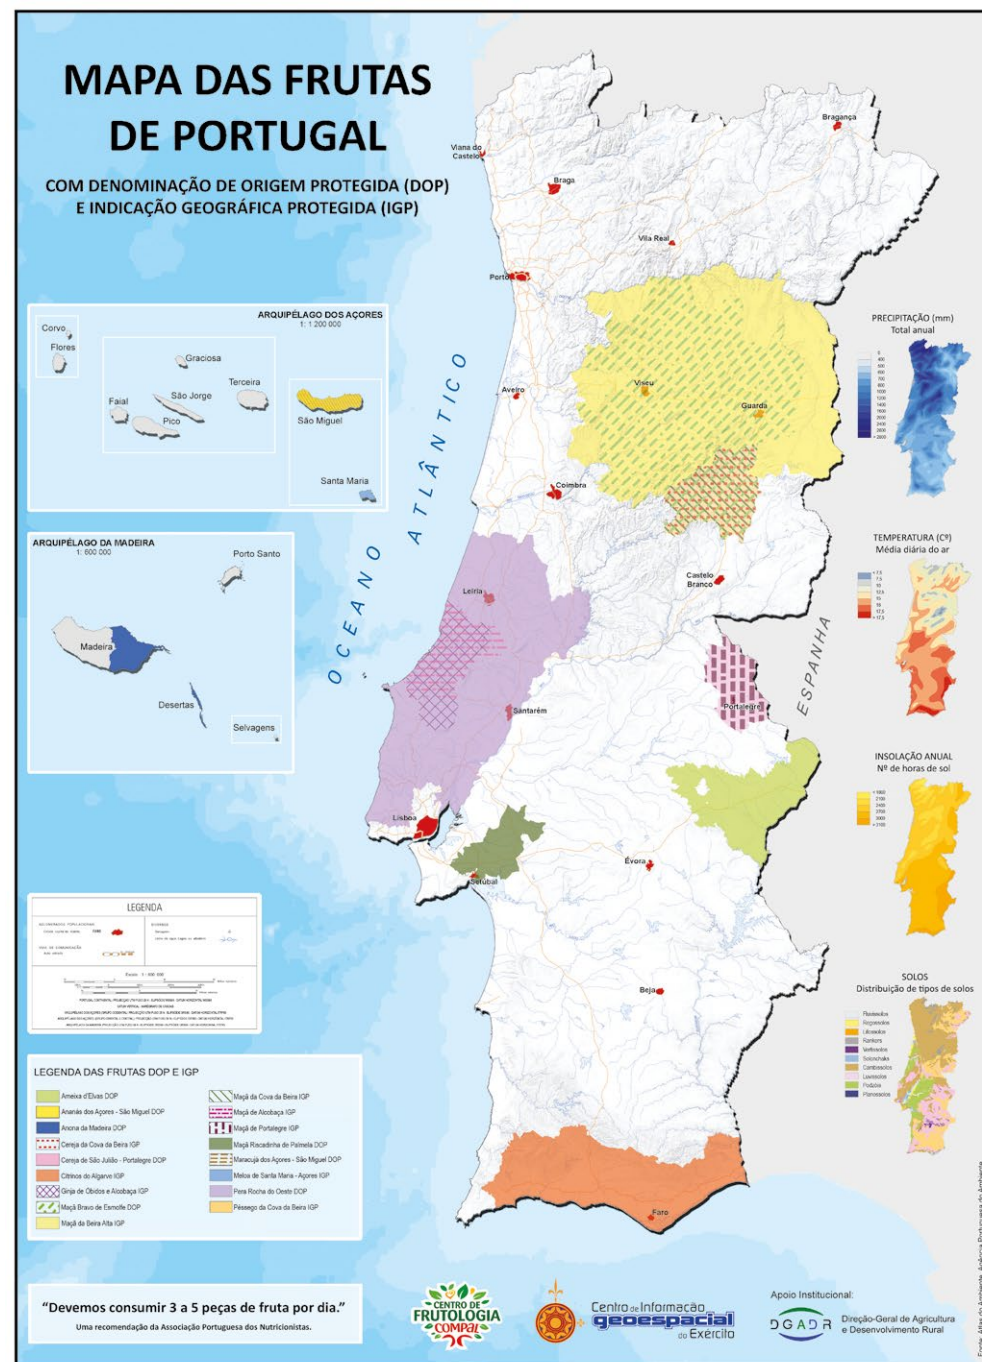 MAPA DAS FRUTAS
DE PORTUGAL
COM DENOMINAÇÃO DE ORIGEM PROTEGIDA (DOP)
E INDICAÇÃO GEOGRÁFICA PROTEGIDA (IGP)
ARQUIPÉLAGO DOS AÇORES
1: 1 200 000
Corvo
Flores
Graciosa
Terceira
São Jorge
Faial
Pico
São Miguel
Santa Maria
ARQUIPÉLAGO DA MADEIRA
1: 600 000
Porto Santo
Madeira
Desertas
Selvagens
OCEANO ATLÂNTICO
ESPANHA
Bragança
Viana do
Castelo
Braga
Vila Real
Porto
Aveiro
Viseu
Guarda
Coimbra
Castelo
Branco
Leiria
Portalegre
Santarém
Lisboa
Setúbal
Évora
Beja
Faro
PRECIPITAÇÃO (mm)
Total anual
TEMPERATURA (Cº)
Média diária do ar
INSOLAÇÃO ANUAL
Nº de horas de sol
SOLOS
Distribuição de tipos de solos
LEGENDA
LEGENDA DAS FRUTAS DOP E IGP
Ameixa d'Elvas DOP
Ananás dos Açores - São Miguel DOP
Anona da Madeira DOP
Cereja da Cova da Beira IGP
Cereja de São Julião - Portalegre DOP
Citrinos do Algarve IGP
Ginja de Óbidos e Alcobaça IGP
Maçã Bravo de Esmolfe DOP
Maçã da Beira Alta IGP
Maçã da Cova da Beira IGP
Maçã de Alcobaça IGP
Maçã de Portalegre IGP
Maçã Riscadinha de Palmela DOP
Maracujá dos Açores - São Miguel DOP
Meloa de Santa Maria - Açores IGP
Pera Rocha do Oeste DOP
Pêssego da Cova da Beira IGP
"Devemos consumir 3 a 5 peças de fruta por dia."
Uma recomendação da Associação Portuguesa dos Nutricionistas.
CENTRO DE
FRUTOLOGIA
COMPAL
Centro de Informação
geoespacial
do Exército
Apoio Institucional:
DGADR
Direção-Geral de Agricultura
e Desenvolvimento Rural
Fonte: Atlas do Ambiente, Agência Portuguesa do Ambiente